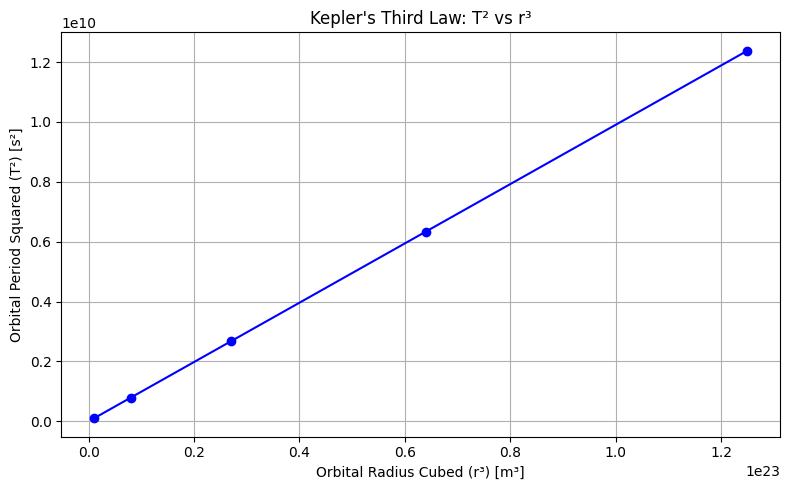 Kepler's Third Law: T² vs r³
1e10
1.2
1.0
0.8
0.6
0.4
0.2
0.0
Orbital Period Squared (T²) [s²]
0.0 0.2 0.4 0.6 0.8 1.0 1.2
1e23
Orbital Radius Cubed (r³) [m³]